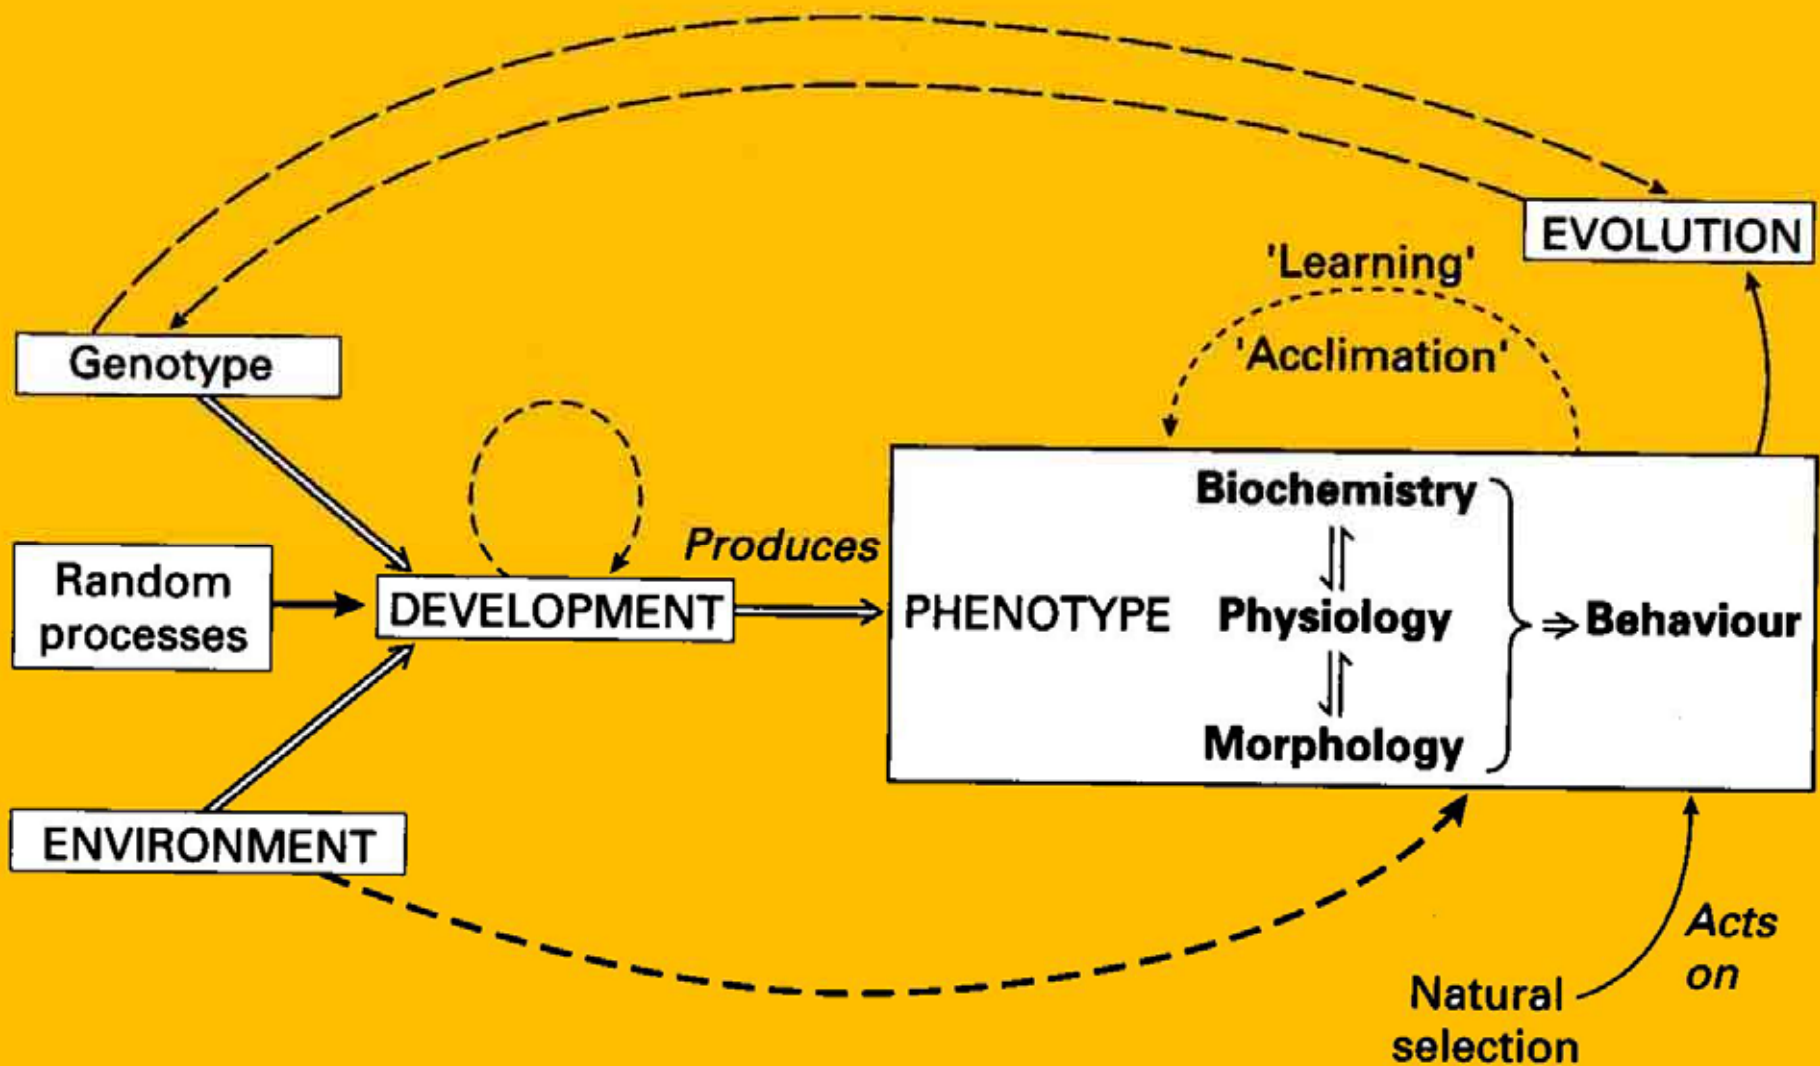 EVOLUTION
'Learning'
'Acclimation'
Genotype
Biochemistry
Produces
Random
processes
DEVELOPMENT
PHENOTYPE
Physiology
Behaviour
Morphology
ENVIRONMENT
Acts
on
Natural
selection